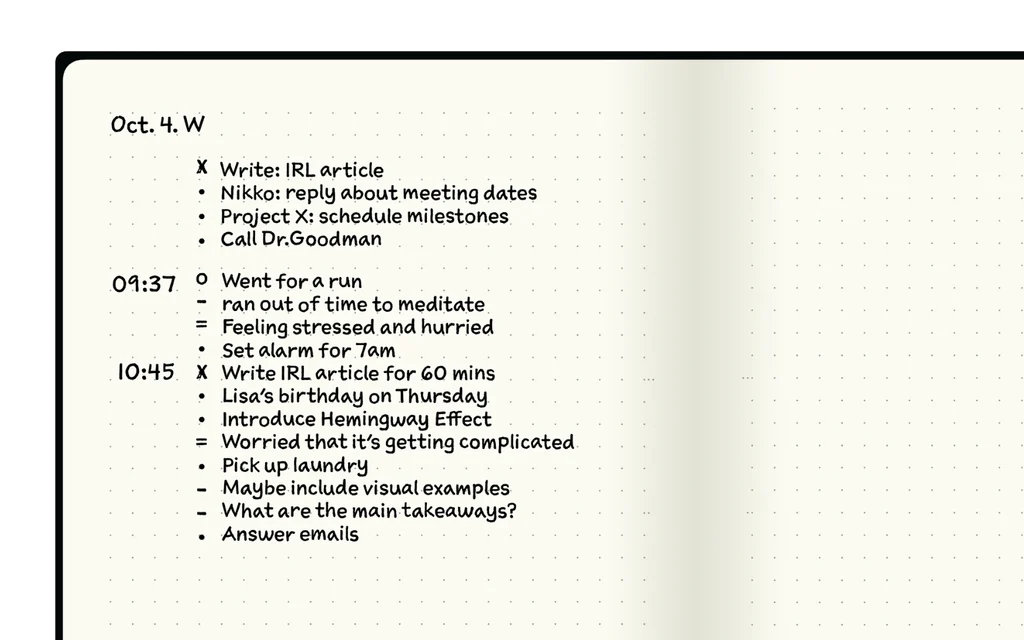 Oct. 4. W
X Write: IRL article
• Nikko: reply about meeting dates
• Project X: schedule milestones
• Call Dr.Goodman
09:37 O Went for a run
– ran out of time to meditate
= Feeling stressed and hurried
• Set alarm for 7am
10:45 X Write IRL article for 60 mins
• Lisa's birthday on Thursday
• Introduce Hemingway Effect
= Worried that it's getting complicated
• Pick up laundry
– Maybe include visual examples
– What are the main takeaways?
• Answer emails